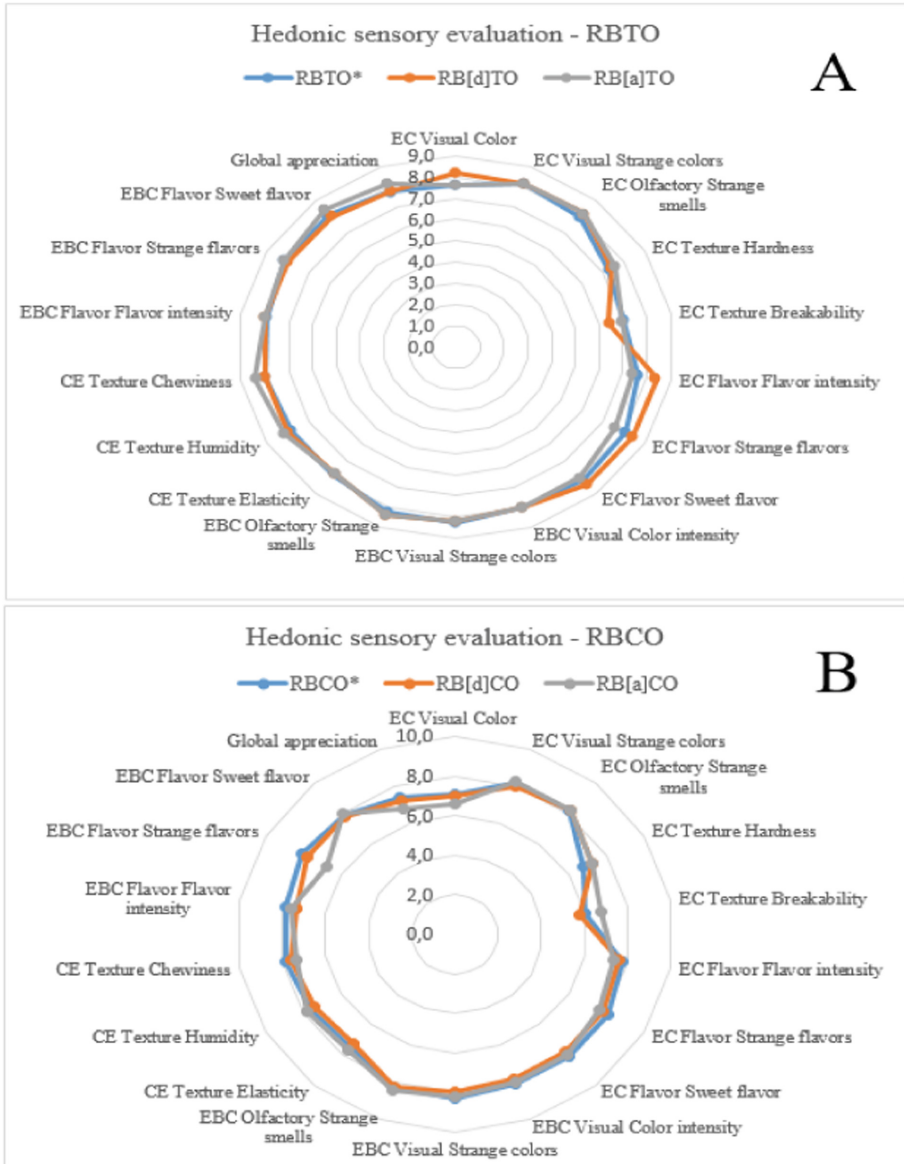 Hedonic sensory evaluation - RBTO
A
RBTO* RB[d]TO RB[a]TO
EC Visual Color
EC Visual Strange colors
EC Olfactory Strange
smells
EC Texture Hardness
EC Texture Breakability
EC Flavor Flavor intensity
EC Flavor Strange flavors
EC Flavor Sweet flavor
EBC Visual Color intensity
EBC Visual Strange colors
EBC Olfactory Strange
smells
CE Texture Elasticity
CE Texture Humidity
CE Texture Chewiness
EBC Flavor Flavor intensity
EBC Flavor Strange flavors
EBC Flavor Sweet flavor
Global appreciation
9,0
8,0
7,0
6,0
5,0
4,0
3,0
2,0
1,0
0,0
Hedonic sensory evaluation - RBCO
B
RBCO* RB[d]CO RB[a]CO
EC Visual Color
EC Visual Strange colors
EC Olfactory Strange
smells
EC Texture Hardness
EC Texture Breakability
EC Flavor Flavor intensity
EC Flavor Strange flavors
EC Flavor Sweet flavor
EBC Visual Color intensity
EBC Visual Strange colors
EBC Olfactory Strange
smells
CE Texture Elasticity
CE Texture Humidity
CE Texture Chewiness
EBC Flavor Flavor
intensity
EBC Flavor Strange flavors
EBC Flavor Sweet flavor
Global appreciation
10,0
8,0
6,0
4,0
2,0
0,0